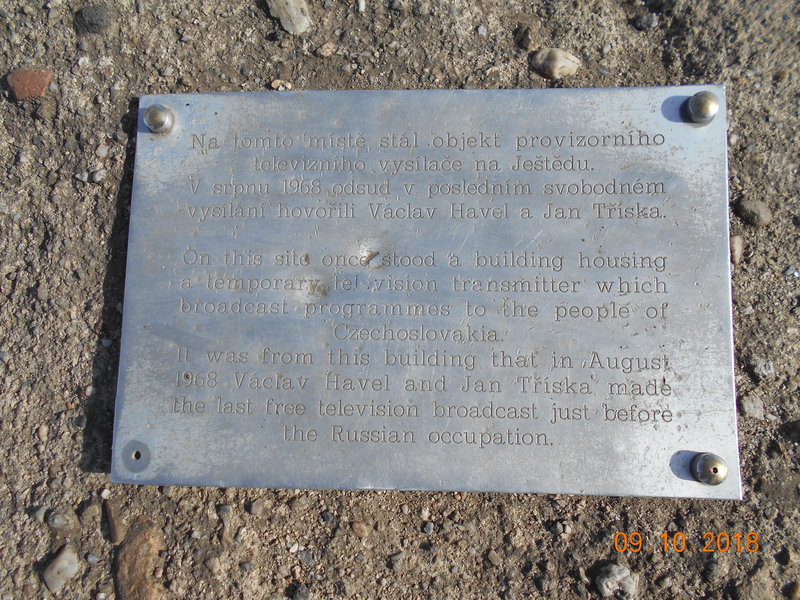 Na tomto místě stál objekt provizorního
televizního vysílače na Ještědu.
V srpnu 1968 odsud v posledním svobodném
vysílání hovořili Václav Havel a Jan Tříska.
On this site once stood a building housing
a temporary television transmitter which
broadcast programmes to the people of
Czechoslovakia.
It was from this building that in August
1968 Václav Havel and Jan Tříska made
the last free television broadcast just before
the Russian occupation.
09.10.2018